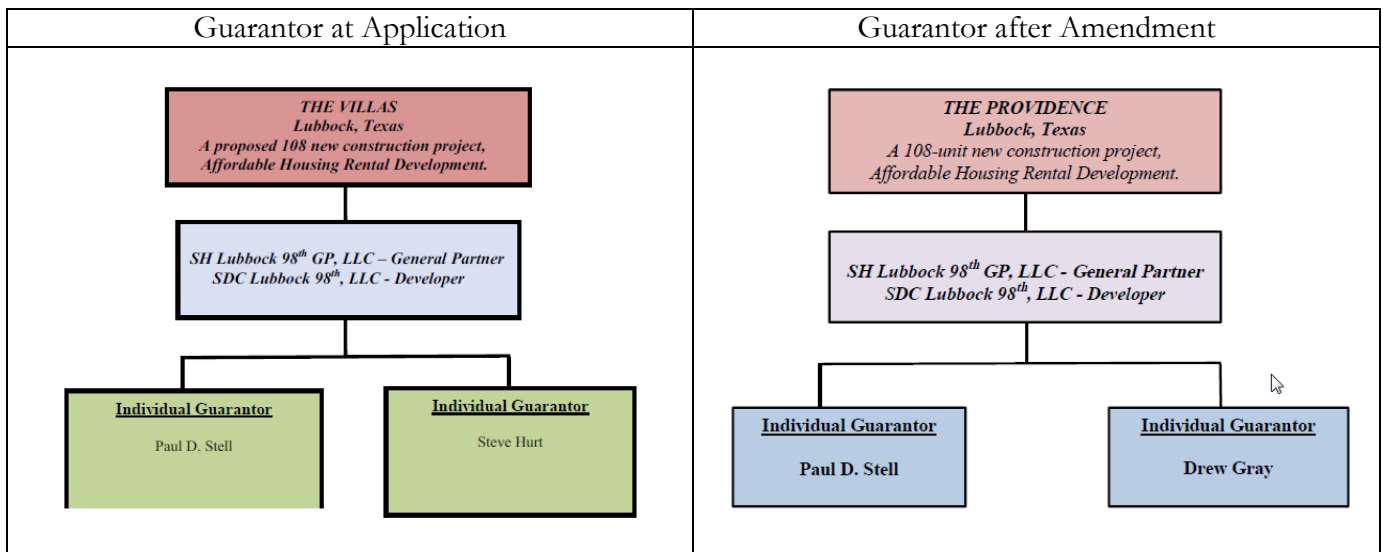 Guarantor at Application
THE VILLAS
Lubbock, Texas
A proposed 108 new construction project,
Affordable Housing Rental Development.
SH Lubbock 98th GP, LLC – General Partner
SDC Lubbock 98th, LLC - Developer
Individual Guarantor
Paul D. Stell
Individual Guarantor
Steve Hurt
Guarantor after Amendment
THE PROVIDENCE
Lubbock, Texas
A 108-unit new construction project,
Affordable Housing Rental Development.
SH Lubbock 98th GP, LLC - General Partner
SDC Lubbock 98th, LLC - Developer
Individual Guarantor
Paul D. Stell
Individual Guarantor
Drew Gray